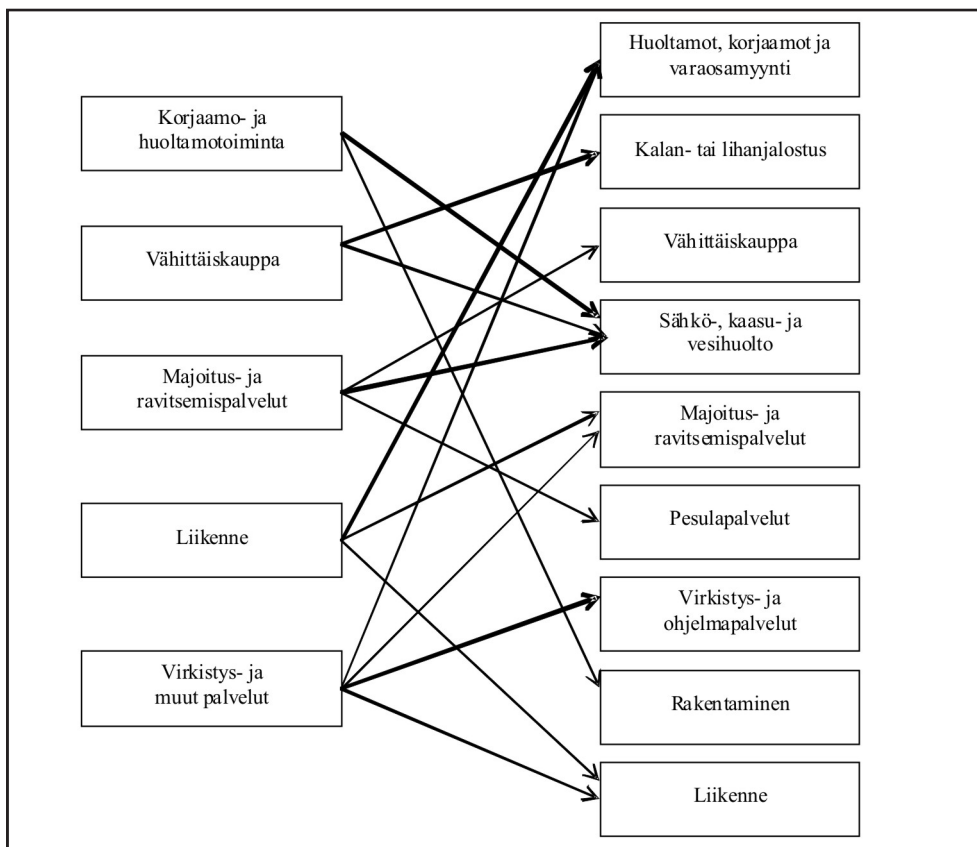 Korjaamo- ja
huoltamotoiminta
Vähittäiskauppa
Majoitus- ja
ravitsemispalvelut
Liikenne
Virkistys- ja
muut palvelut
Huoltamot, korjaamot ja
varaosamyynti
Kalan- tai lihanjalostus
Vähittäiskauppa
Sähkö-, kaasu- ja
vesihuolto
Majoitus- ja
ravitsemispalvelut
Pesulapalvelut
Virkistys- ja
ohjelmapalvelut
Rakentaminen
Liikenne